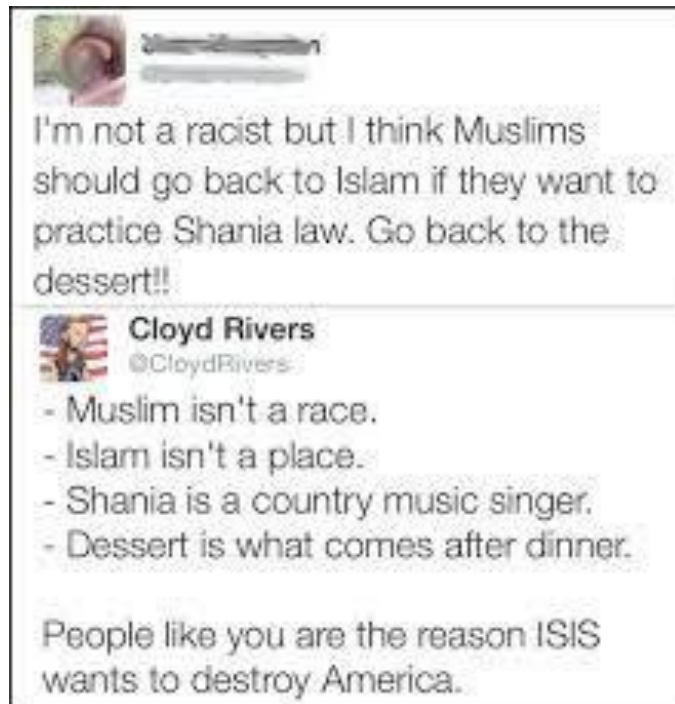 I'm not a racist but I think Muslims
should go back to Islam if they want to
practice Shania law. Go back to the
dessert!!
Cloyd Rivers
@CloydRivers
- Muslim isn't a race.
- Islam isn't a place.
- Shania is a country music singer.
- Dessert is what comes after dinner.
People like you are the reason ISIS
wants to destroy America.